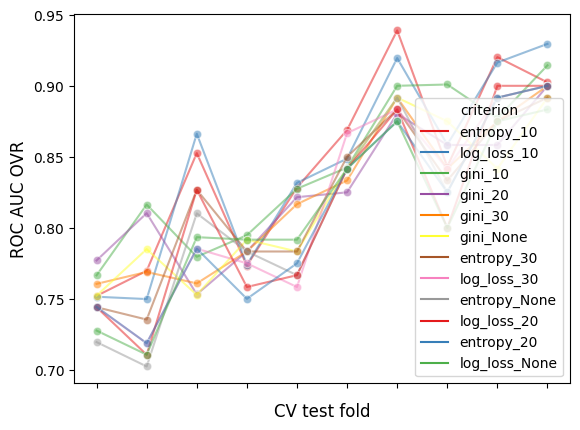 0.95
0.90
0.85
0.80
0.75
0.70
ROC AUC OVR
CV test fold
criterion
entropy_10
log_loss_10
gini_10
gini_20
gini_30
gini_None
entropy_30
log_loss_30
entropy_None
log_loss_20
entropy_20
log_loss_None